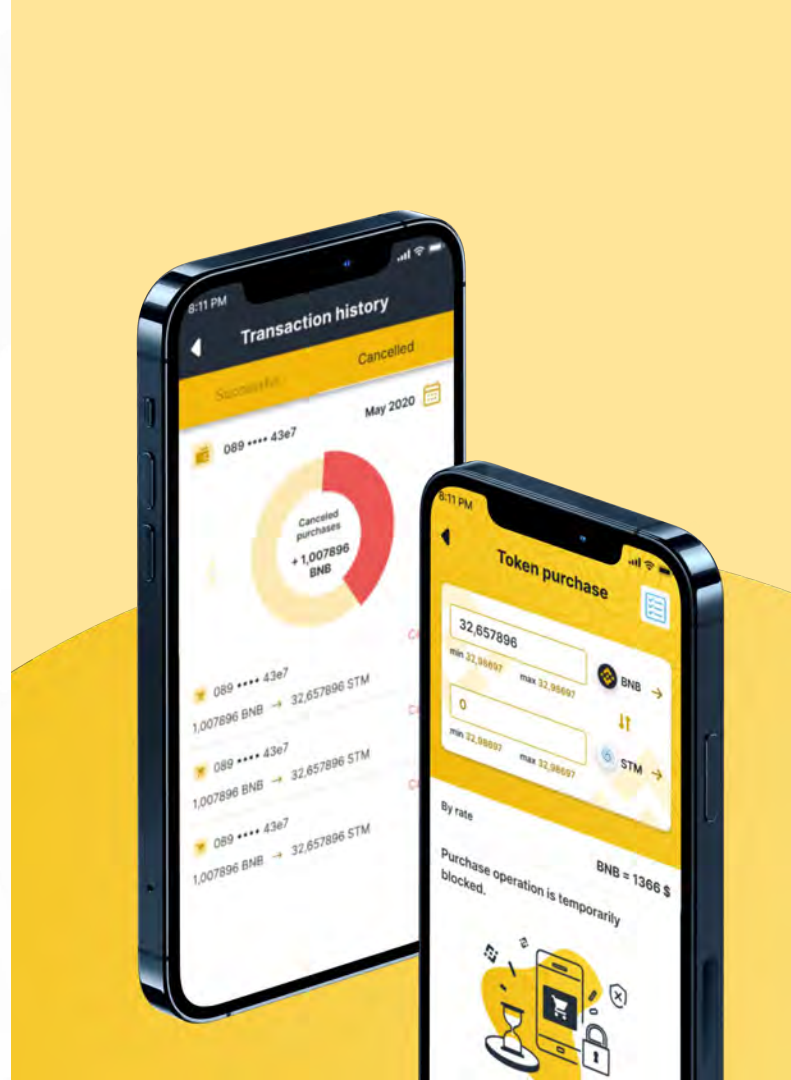 8:11 PM
Transaction history
Successful
Cancelled
May 2020
089 •••• 43e7
Canceled
purchases
+ 1,007896
BNB
089 •••• 43e7
1,007896 BNB → 32,657896 STM
089 •••• 43e7
1,007896 BNB → 32,657896 STM
089 •••• 43e7
1,007896 BNB → 32,657896 STM
8:11 PM
Token purchase
32,657896
min 32,98697
max 32,98697
BNB →
0
min 32,98697
max 32,98697
STM →
By rate
BNB = 1366 $
Purchase operation is temporarily
blocked.